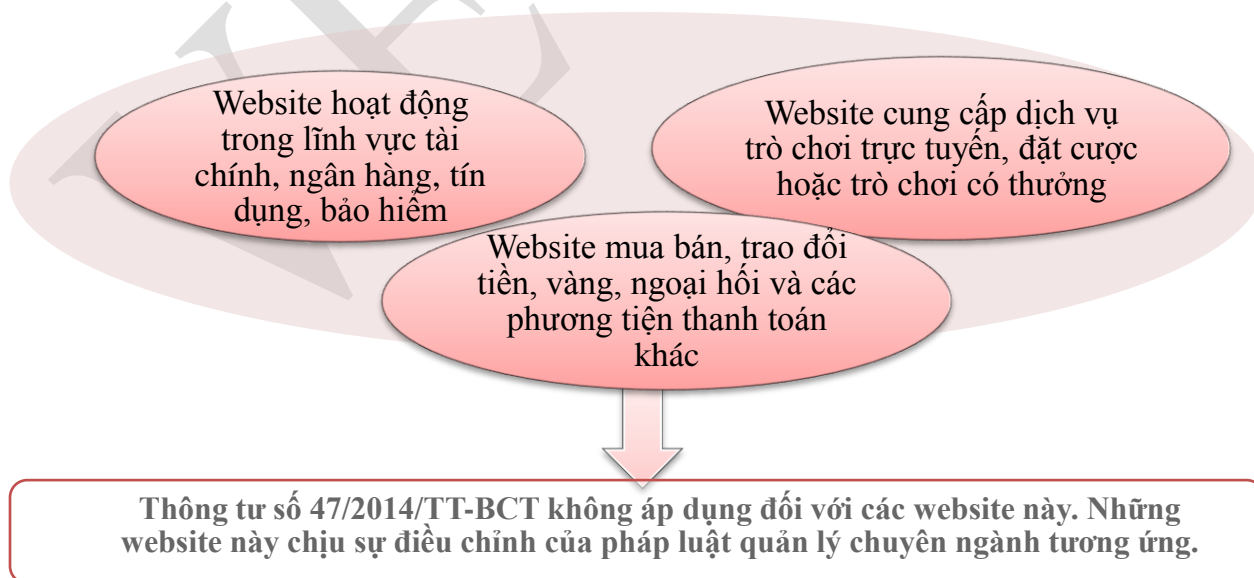 Website hoạt động
trong lĩnh vực tài
chính, ngân hàng, tín
dụng, bảo hiểm
Website cung cấp dịch vụ
trò chơi trực tuyến, đặt cược
hoặc trò chơi có thưởng
Website mua bán, trao đổi
tiền, vàng, ngoại hối và các
phương tiện thanh toán
khác
Thông tư số 47/2014/TT-BCT không áp dụng đối với các website này. Những
website này chịu sự điều chỉnh của pháp luật quản lý chuyên ngành tương ứng.